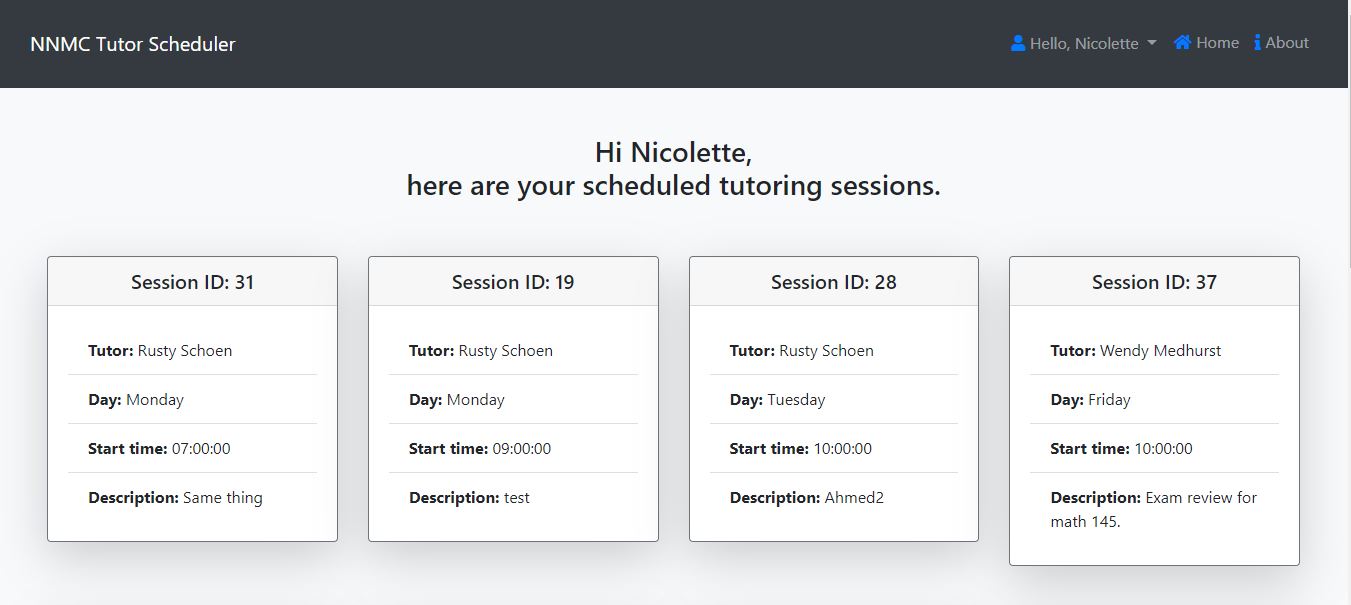 NNMC Tutor Scheduler
Hello, Nicolette
Home
About
Hi Nicolette,
here are your scheduled tutoring sessions.
Session ID: 31
Tutor: Rusty Schoen
Day: Monday
Start time: 07:00:00
Description: Same thing
Session ID: 19
Tutor: Rusty Schoen
Day: Monday
Start time: 09:00:00
Description: test
Session ID: 28
Tutor: Rusty Schoen
Day: Tuesday
Start time: 10:00:00
Description: Ahmed2
Session ID: 37
Tutor: Wendy Medhurst
Day: Friday
Start time: 10:00:00
Description: Exam review for
math 145.